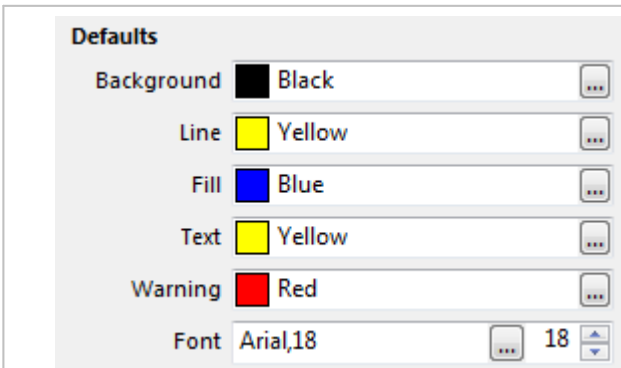 Defaults
Background Black ...
Line Yellow ...
Fill Blue ...
Text Yellow ...
Warning Red ...
Font Arial,18 ... 18